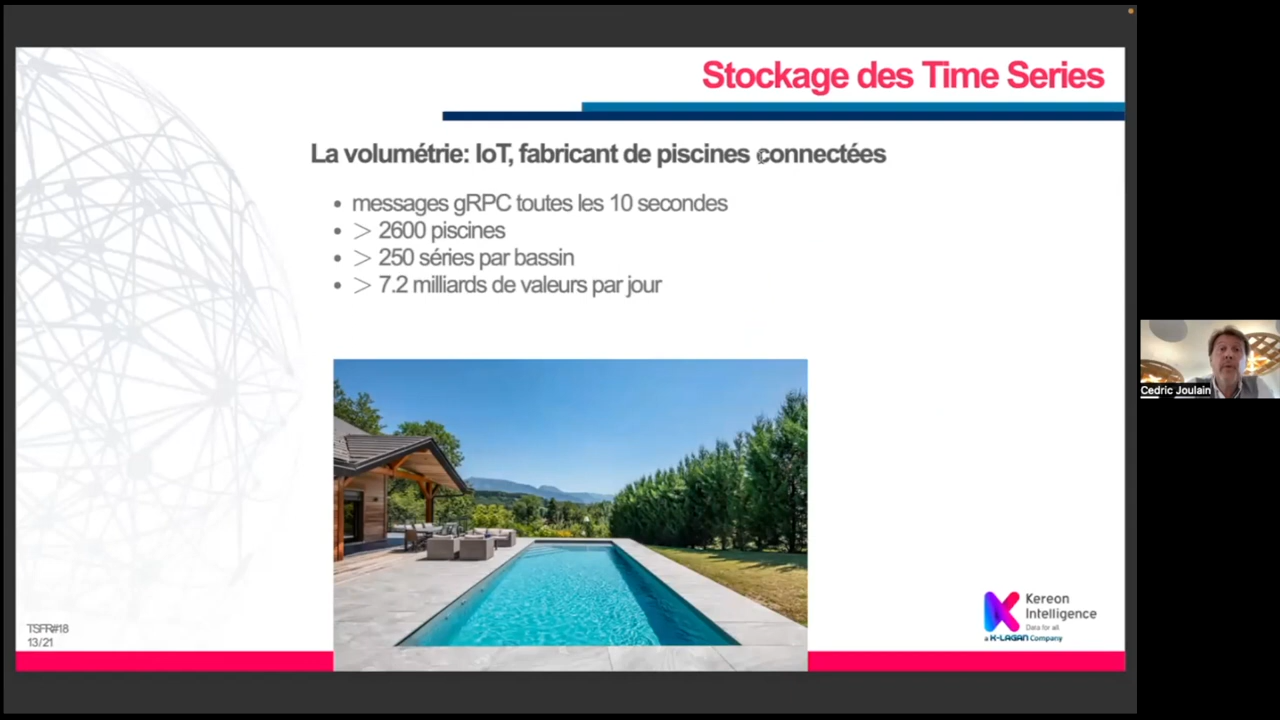 Stockage des Time Series
La volumétrie: IoT, fabricant de piscines connectées
• messages gRPC toutes les 10 secondes
• > 2600 piscines
• > 250 séries par bassin
• > 7.2 milliards de valeurs par jour
Cedric Joulain
Kereon
Intelligence
Data for all
a K-LAGAN Company
TSFR#18
13/21